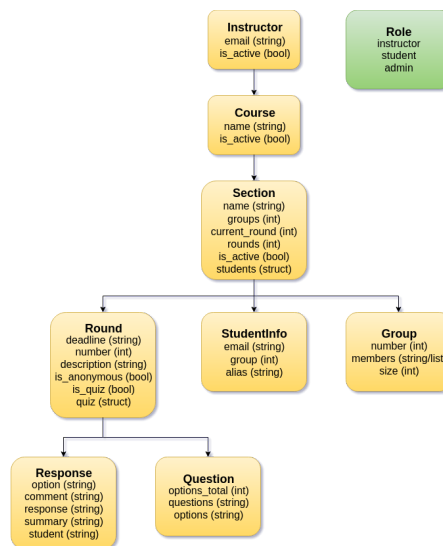 Instructor
email (string)
is_active (bool)
Role
instructor
student
admin
Course
name (string)
is_active (bool)
Section
name (string)
groups (int)
current_round (int)
rounds (int)
is_active (bool)
students (struct)
Round
deadline (string)
number (int)
description (string)
is_anonymous (bool)
is_quiz (bool)
quiz (struct)
StudentInfo
email (string)
group (int)
alias (string)
Group
number (int)
members (string/list
size (int)
Response
option (string)
comment (string)
response (string)
summary (string)
student (string)
Question
options_total (int)
questions (string)
options (string)